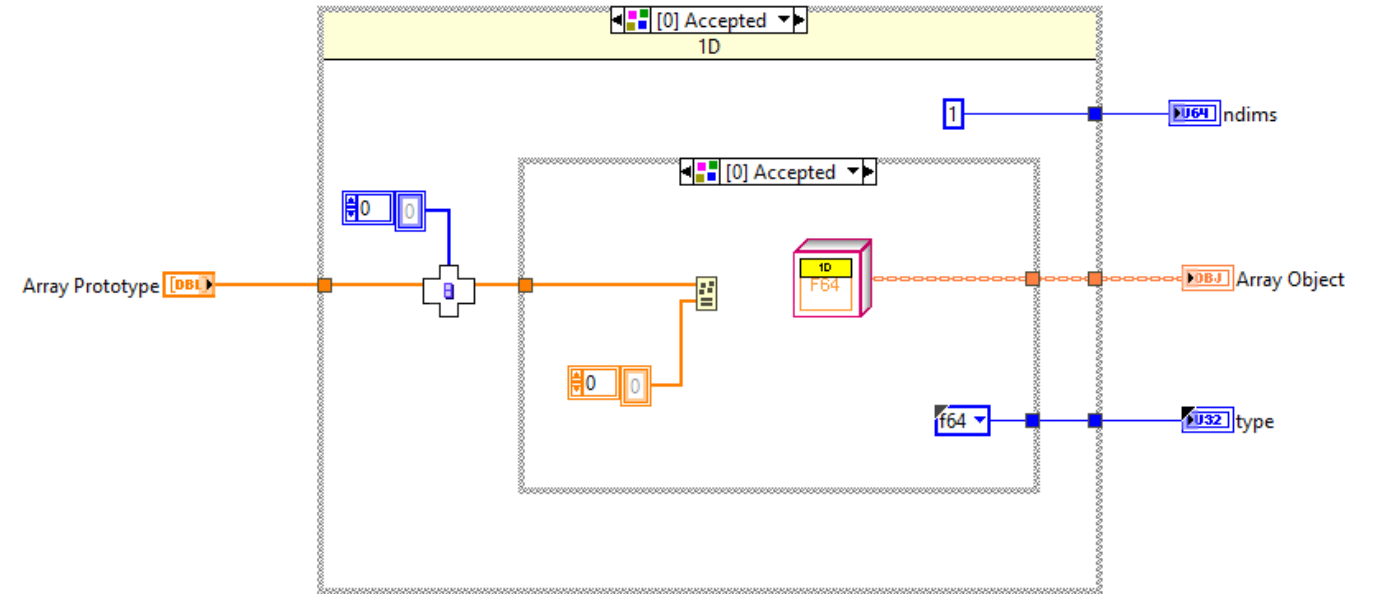 [0] Accepted
1D
1
U64 ndims
[0] Accepted
0 0
Array Prototype [DBL]
1D
F64
OBJ Array Object
0 0
f64
U32 type